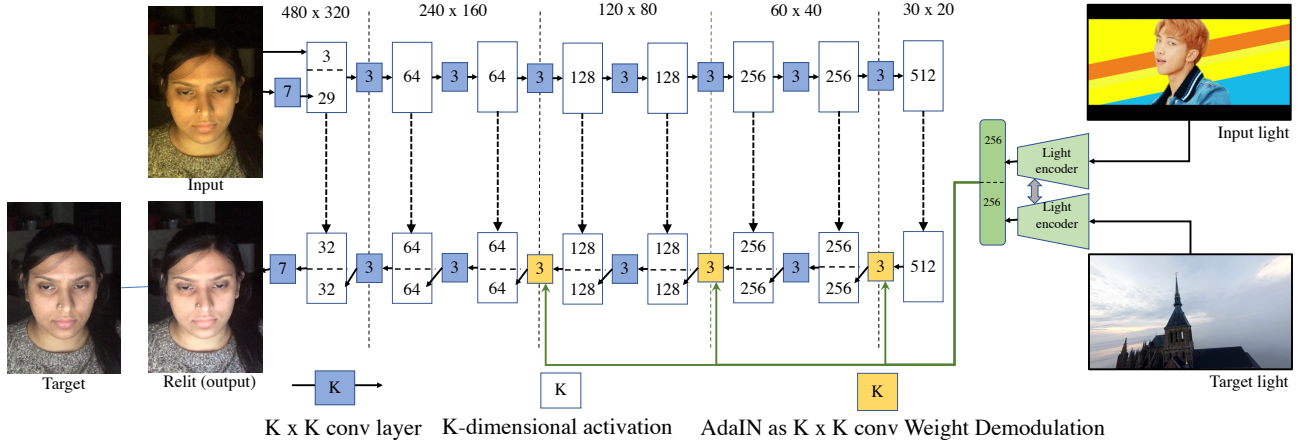 480 x 320
240 x 160
120 x 80
60 x 40
30 x 20
3
29
7
3
64
3
64
3
128
3
128
3
256
3
256
3
512
Input
Input light
256
256
Light
encoder
Light
encoder
7
32
32
3
64
64
3
64
64
3
128
128
3
128
128
3
256
256
3
256
256
3
512
Target
Relit (output)
Target light
K
K
K
K x K conv layer
K-dimensional activation
AdaIN as K x K conv Weight Demodulation